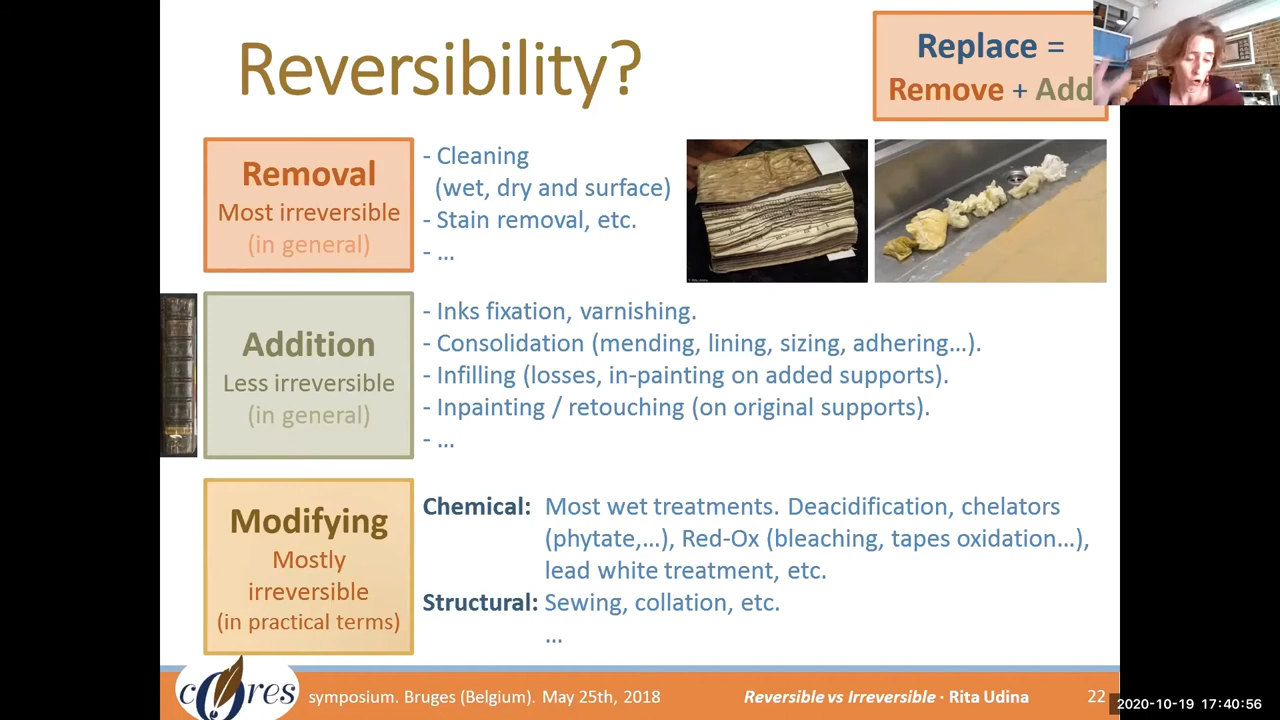 Reversibility?
Replace =
Remove + Add
Removal
Most irreversible
(in general)
- Cleaning
(wet, dry and surface)
- Stain removal, etc.
- ...
Addition
Less irreversible
(in general)
- Inks fixation, varnishing.
- Consolidation (mending, lining, sizing, adhering...).
- Infilling (losses, in-painting on added supports).
- Inpainting / retouching (on original supports).
- ...
Modifying
Mostly
irreversible
(in practical terms)
Chemical: Most wet treatments. Deacidification, chelators
(phytate,...), Red-Ox (bleaching, tapes oxidation...),
lead white treatment, etc.
Structural: Sewing, collation, etc.
...
cOres symposium. Bruges (Belgium). May 25th, 2018
Reversible vs Irreversible · Rita Udina
22
2020-10-19 17:40:56